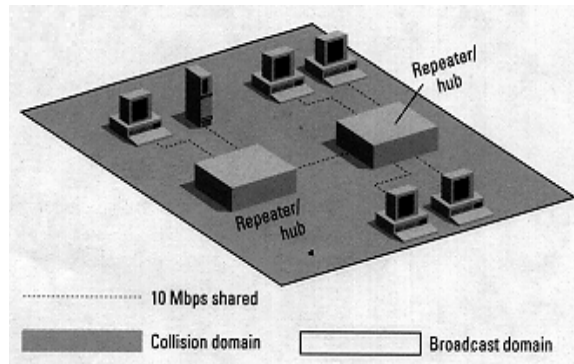 Repeater/
hub
Repeater/
hub
10 Mbps shared
Collision domain
Broadcast domain